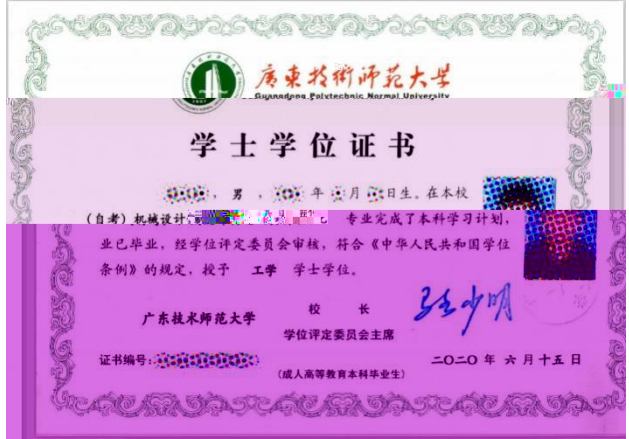 廣東技術師範大學
Guangdong Polytechnic Normal University
学士学位证书
，男，年 月 日生。在本校
（自考）机械设计 专业完成了本科学习计划，
业已毕业，经学位评定委员会审核，符合《中华人民共和国学位
条例》的规定，授予 工学 学士学位。
广东技术师范大学
校 长
学位评定委员会主席
证书编号：
二〇二〇 年 六 月 十五 日
(成人高等教育本科毕业生)